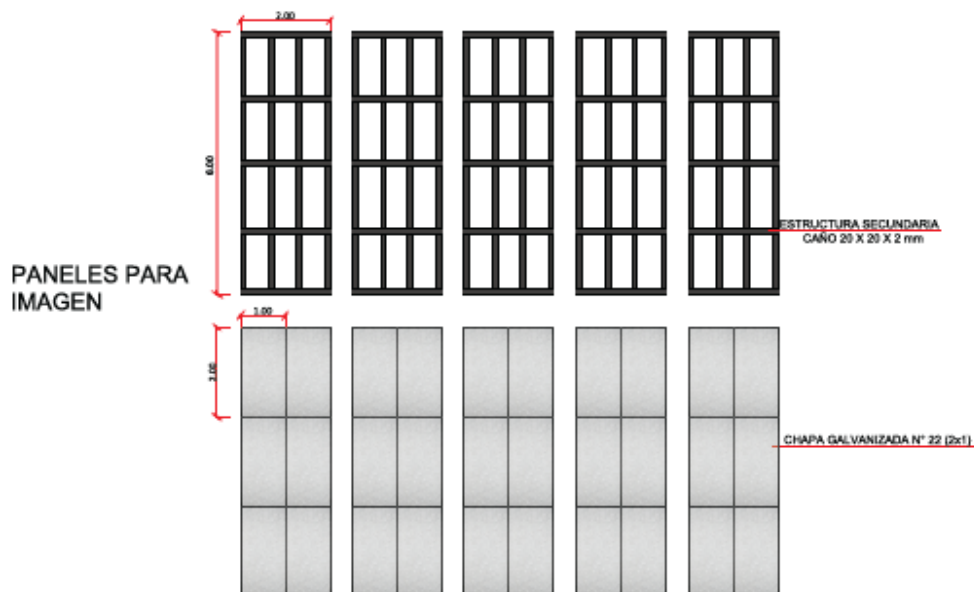 2.00
6.00
ESTRUCTURA SECUNDARIA
CAÑO 20 X 20 X 2 mm
PANELES PARA
IMAGEN
1.00
2.00
CHAPA GALVANIZADA N° 22 (2x1)